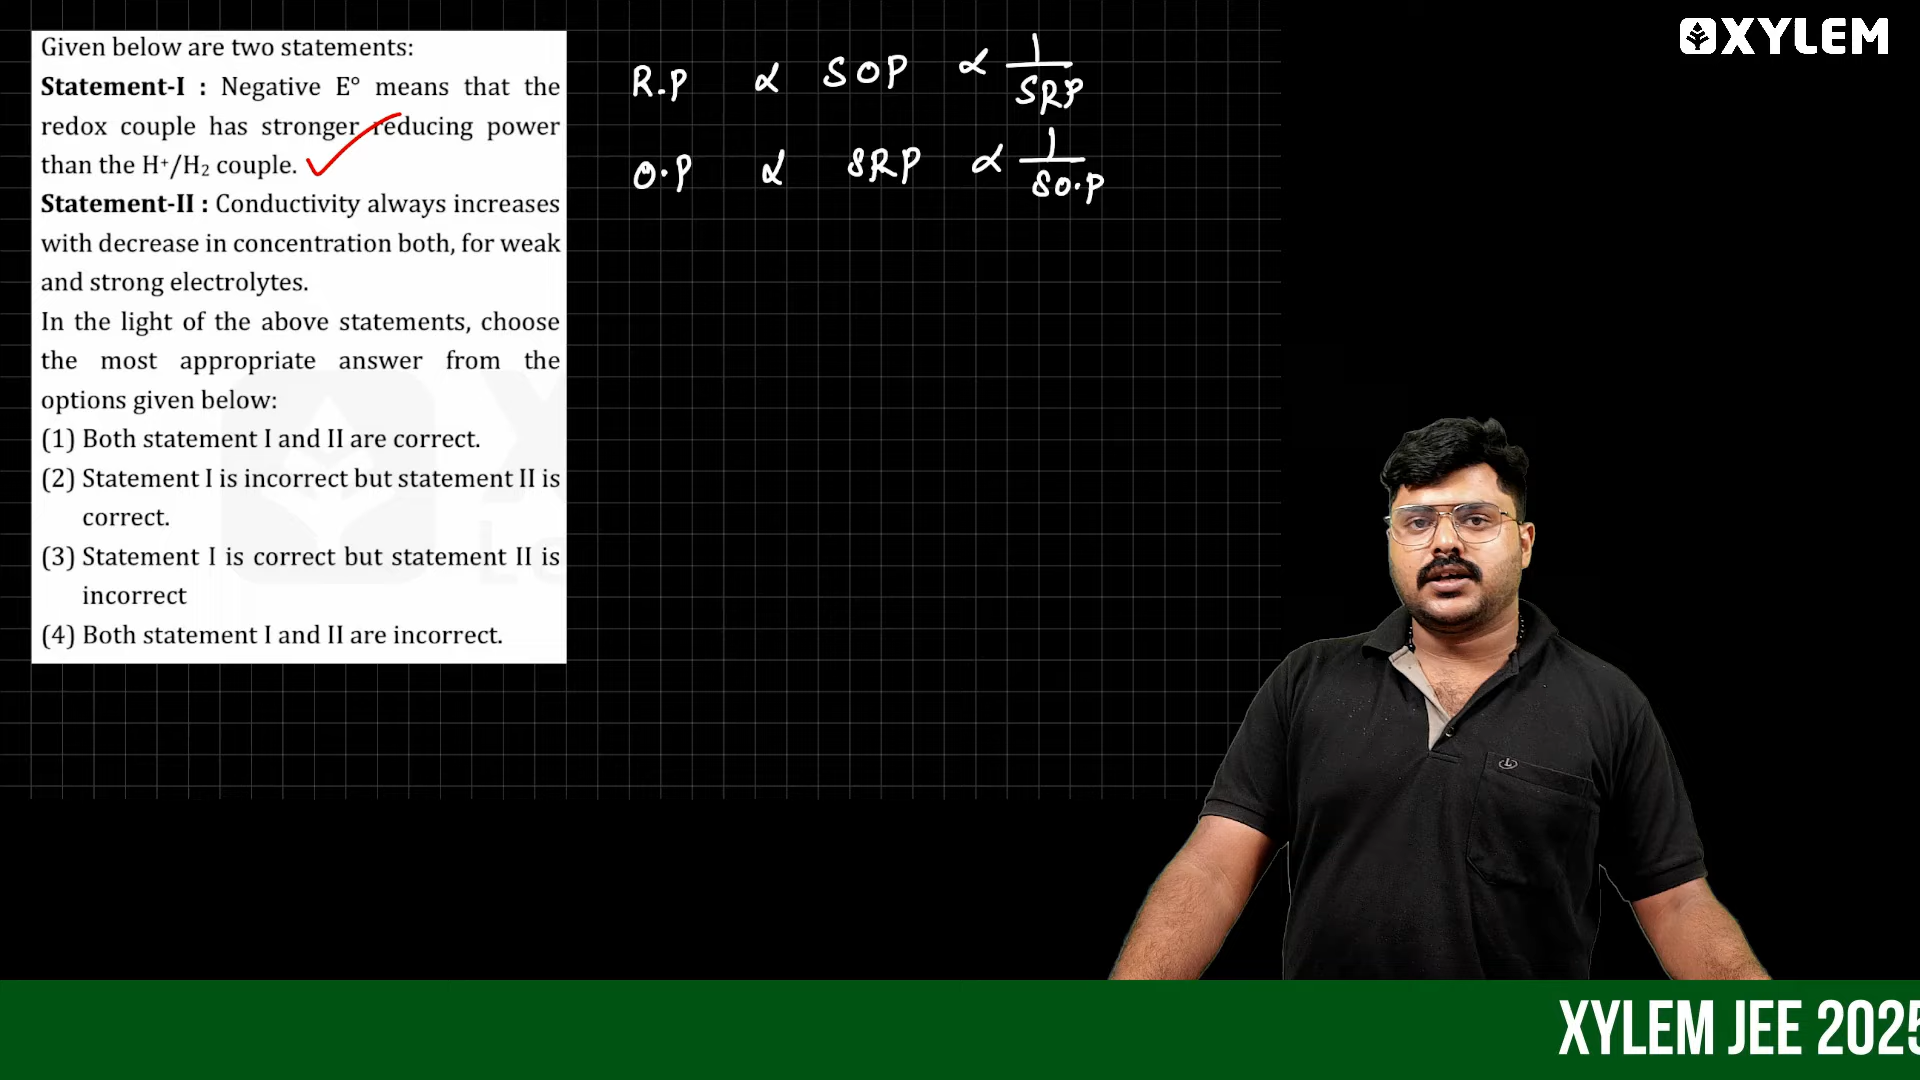 Given below are two statements:
Statement-I : Negative E° means that the
redox couple has stronger reducing power
than the H⁺/H₂ couple.
Statement-II : Conductivity always increases
with decrease in concentration both, for weak
and strong electrolytes.
In the light of the above statements, choose
the most appropriate answer from the
options given below:
(1) Both statement I and II are correct.
(2) Statement I is incorrect but statement II is
correct.
(3) Statement I is correct but statement II is
incorrect
(4) Both statement I and II are incorrect.
R.P ∝ SOP ∝ 1/SRP
O.P ∝ SRP ∝ 1/SO.P
XYLEM
XYLEM JEE 2025